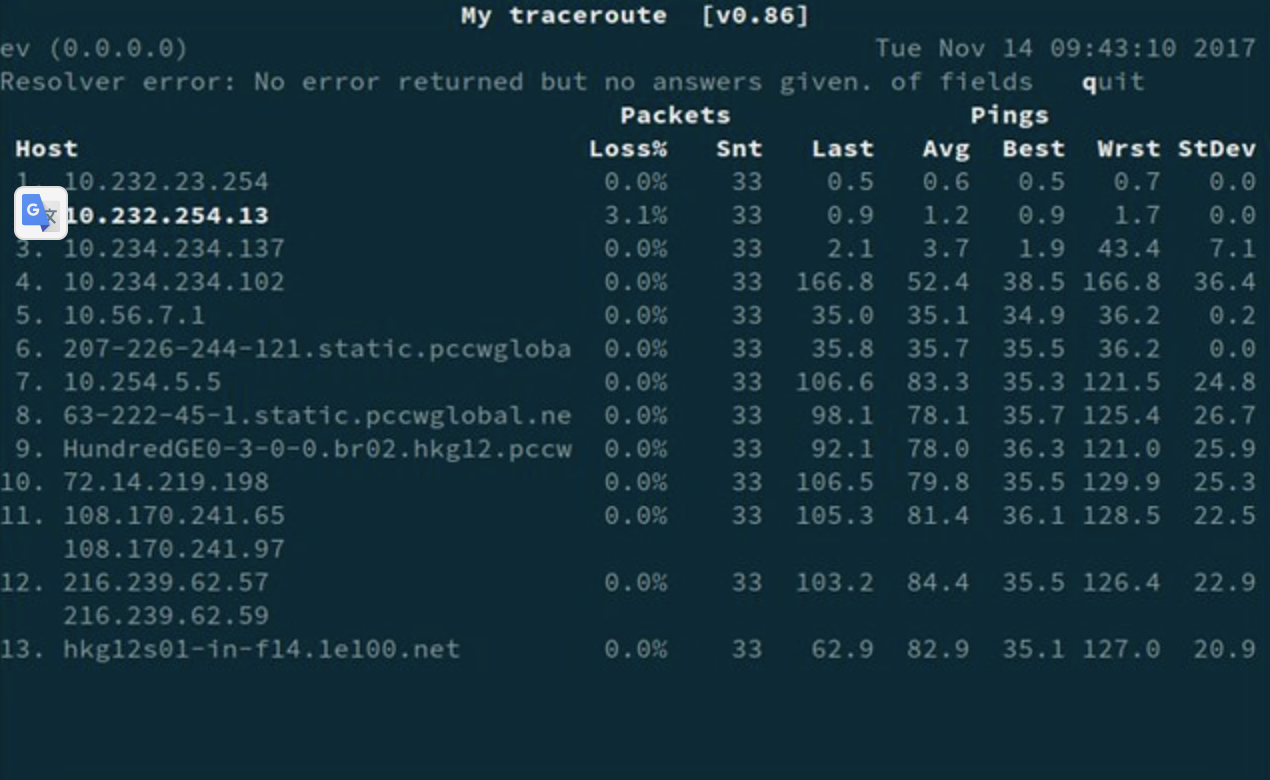 My traceroute [v0.86]
ev (0.0.0.0) Tue Nov 14 09:43:10 2017
Resolver error: No error returned but no answers given. of fields quit
Packets Pings
Host Loss% Snt Last Avg Best Wrst StDev
1. 10.232.23.254 0.0% 33 0.5 0.6 0.5 0.7 0.0
10.232.254.13 3.1% 33 0.9 1.2 0.9 1.7 0.0
3. 10.234.234.137 0.0% 33 2.1 3.7 1.9 43.4 7.1
4. 10.234.234.102 0.0% 33 166.8 52.4 38.5 166.8 36.4
5. 10.56.7.1 0.0% 33 35.0 35.1 34.9 36.2 0.2
6. 207-226-244-121.static.pccwgloba 0.0% 33 35.8 35.7 35.5 36.2 0.0
7. 10.254.5.5 0.0% 33 106.6 83.3 35.3 121.5 24.8
8. 63-222-45-1.static.pccwglobal.ne 0.0% 33 98.1 78.1 35.7 125.4 26.7
9. HundredGE0-3-0-0.br02.hkg12.pccw 0.0% 33 92.1 78.0 36.3 121.0 25.9
10. 72.14.219.198 0.0% 33 106.5 79.8 35.5 129.9 25.3
11. 108.170.241.65 0.0% 33 105.3 81.4 36.1 128.5 22.5
108.170.241.97
12. 216.239.62.57 0.0% 33 103.2 84.4 35.5 126.4 22.9
216.239.62.59
13. hkg12s01-in-f14.1e100.net 0.0% 33 62.9 82.9 35.1 127.0 20.9